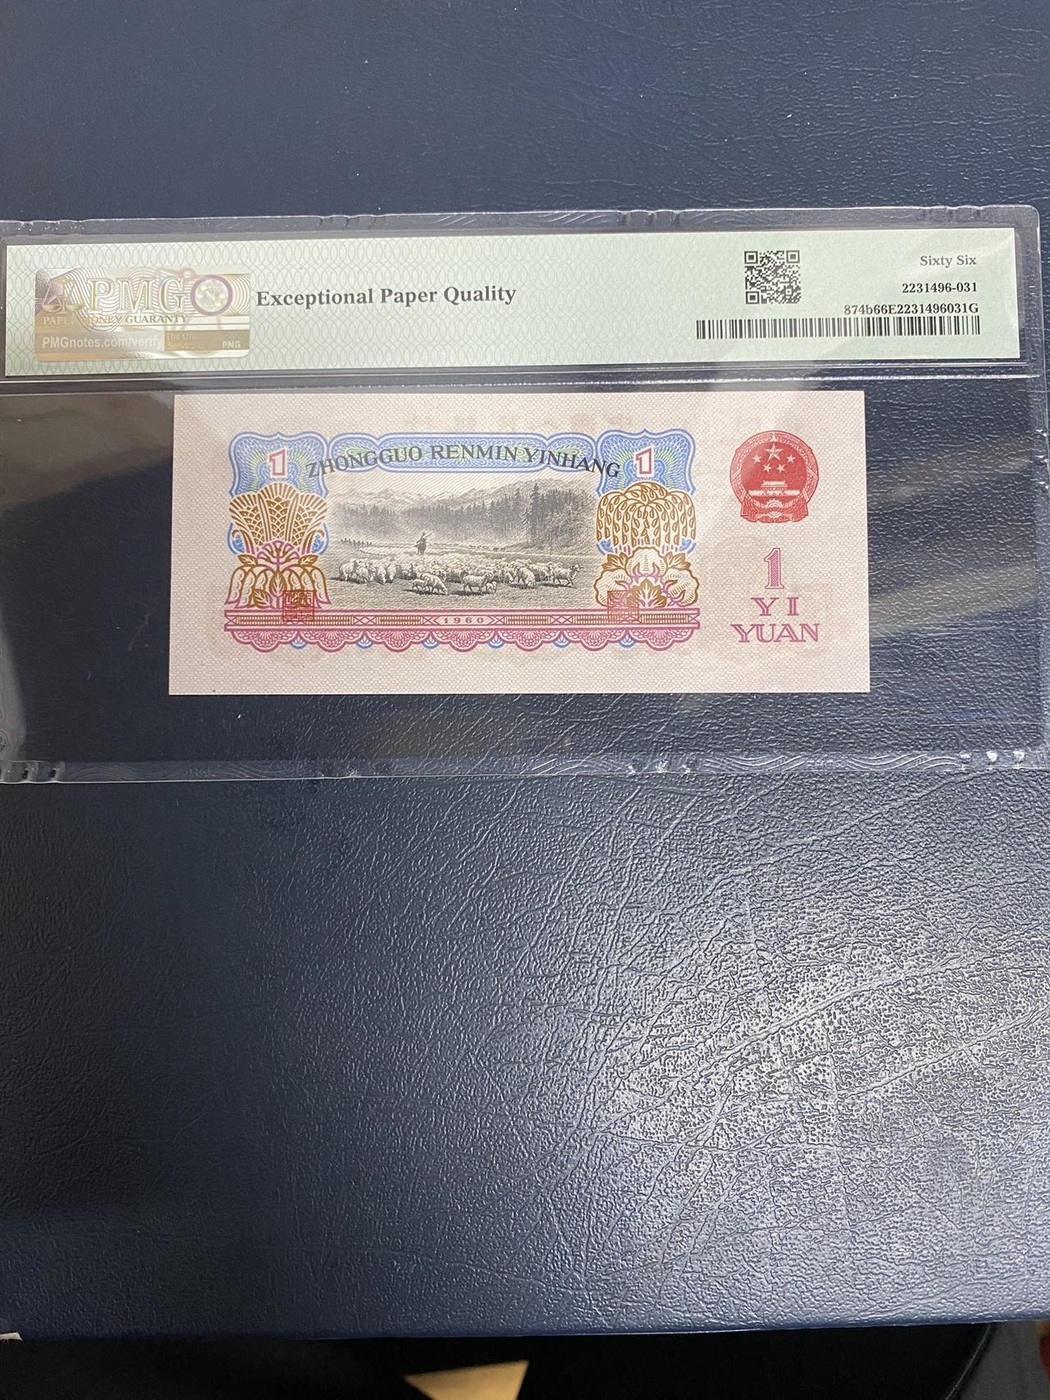 PMG
PAPER MONEY GUARANTY
PMGnotes.com/verify
PNG
Exceptional Paper Quality
Sixty Six
2231496-031
874b66E2231496031G
1
ZHONGGUO RENMIN YINHANG
1
1960
1
YI
YUAN